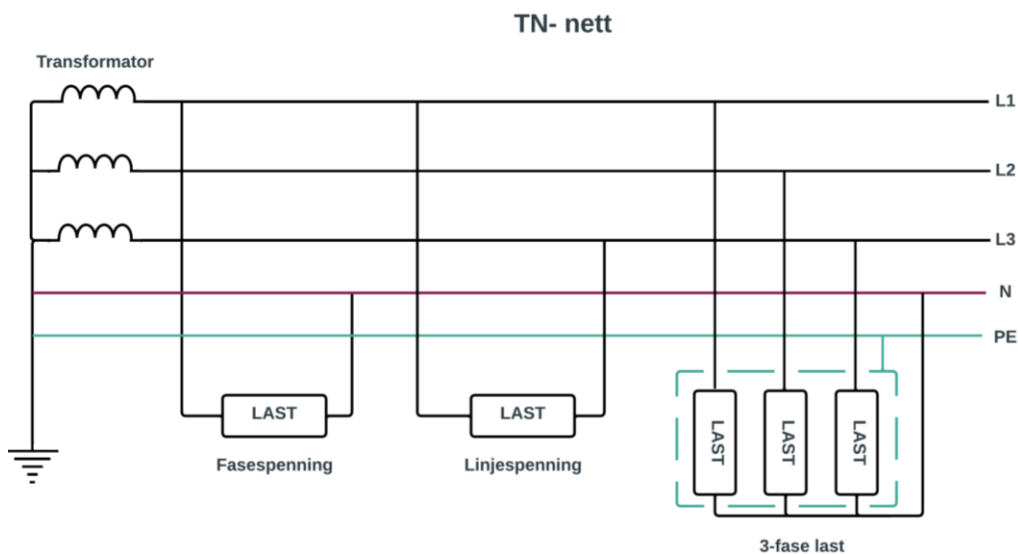 TN- nett
Transformator
L1
L2
L3
N
PE
LAST
LAST
LAST
LAST
LAST
Fasespenning
Linjespenning
3-fase last